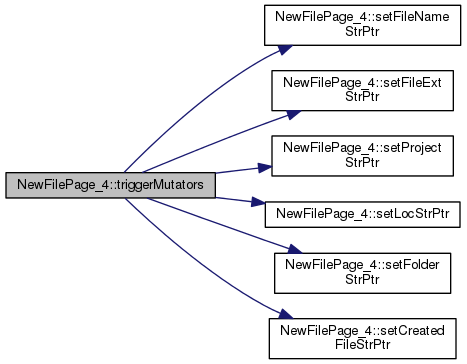 NewFilePage_4::setFileName
StrPtr
NewFilePage_4::setFileExt
StrPtr
NewFilePage_4::setProject
StrPtr
NewFilePage_4::triggerMutators
NewFilePage_4::setLocStrPtr
NewFilePage_4::setFolder
StrPtr
NewFilePage_4::setCreated
FileStrPtr